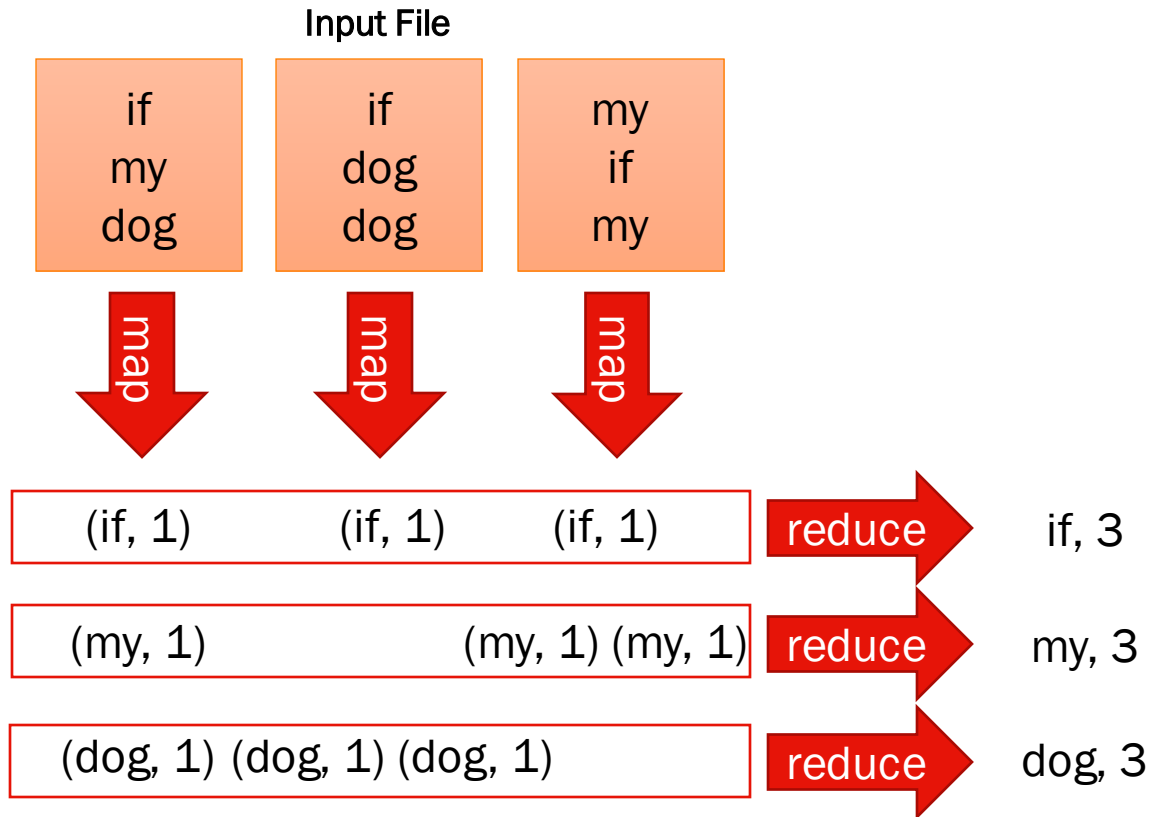 Input File
if
my
dog
if
dog
dog
my
if
my
map
map
map
(if, 1) (if, 1) (if, 1)
reduce
if, 3
(my, 1) (my, 1) (my, 1)
reduce
my, 3
(dog, 1) (dog, 1) (dog, 1)
reduce
dog, 3